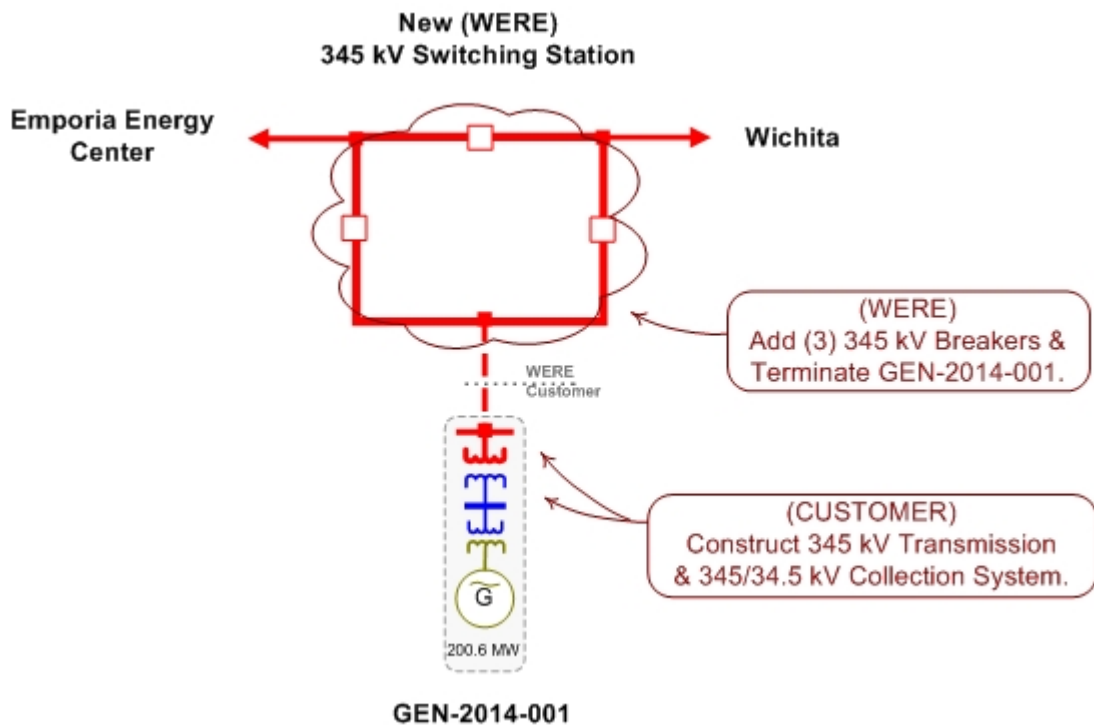 New (WERE)
345 kV Switching Station
Emporia Energy
Center
Wichita
(WERE)
Add (3) 345 kV Breakers &
Terminate GEN-2014-001.
WERE
Customer
(CUSTOMER)
Construct 345 kV Transmission
& 345/34.5 kV Collection System.
G
200.6 MW
GEN-2014-001